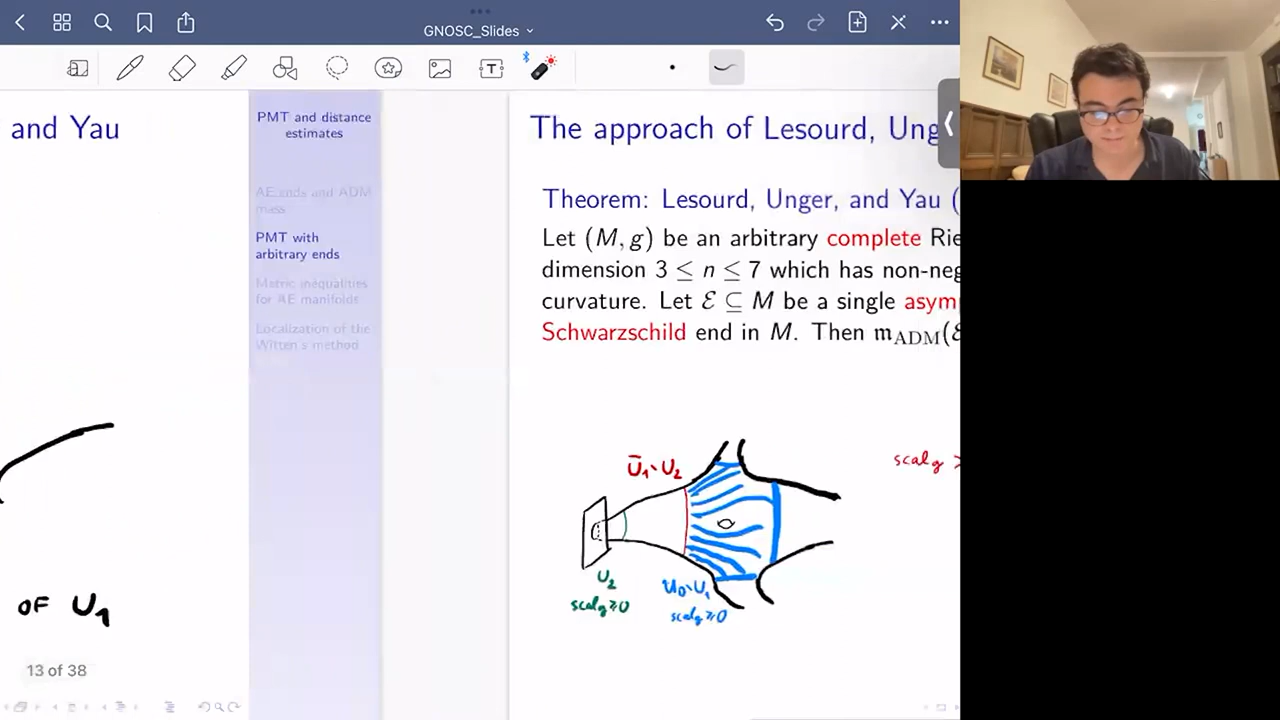 GNOSC_Slides
and Yau
PMT and distance
estimates
AE ends and ADM
mass
PMT with
arbitrary ends
Metric inequalities
for AE manifolds
Localization of the
Witten's method
OF U₁
13 of 38
The approach of Lesourd, Ung
Theorem: Lesourd, Unger, and Yau (
Let (M, g) be an arbitrary complete Rie
dimension 3 ≤ n ≤ 7 which has non-neg
curvature. Let ℰ ⊆ M be a single asym
Schwarzschild end in M. Then m_ADM(ℰ
Ū₁∖U₂
scal_g ≥
U₂
scal_g ≥ 0
U₀∖U₁
scal_g ≥ 0